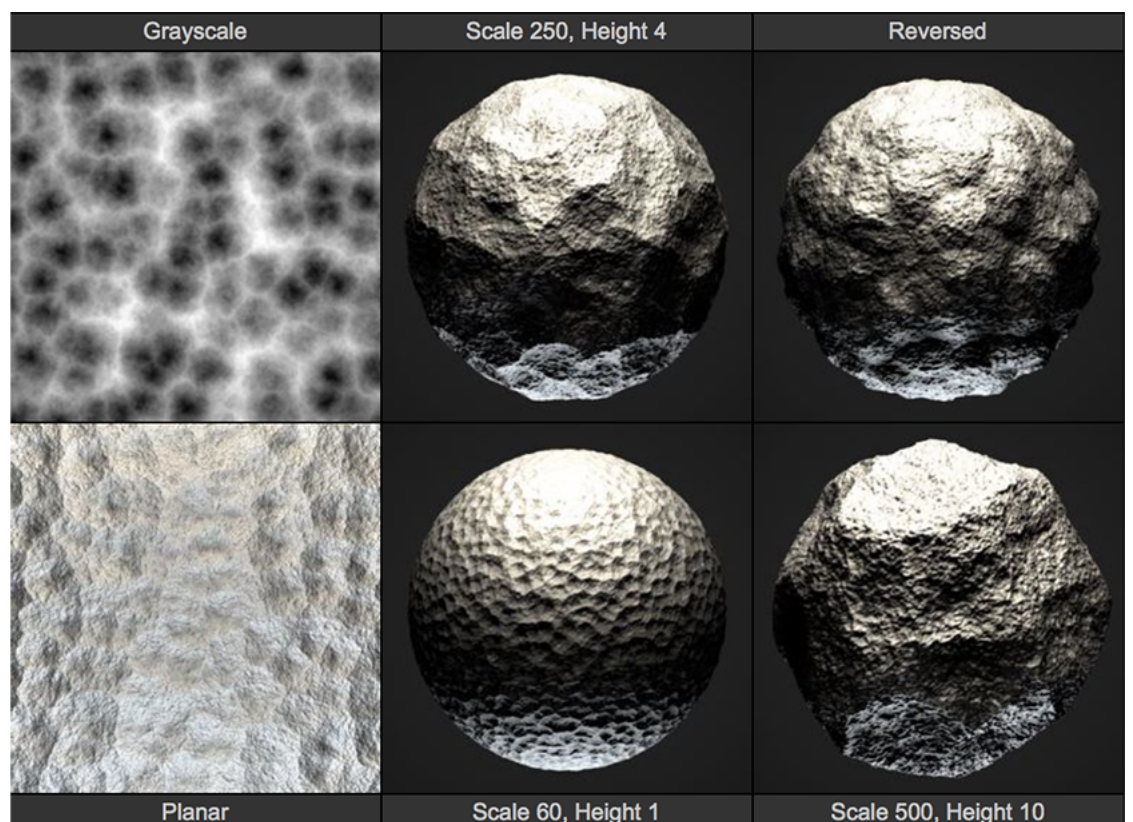 Grayscale
Scale 250, Height 4
Reversed
Planar
Scale 60, Height 1
Scale 500, Height 10